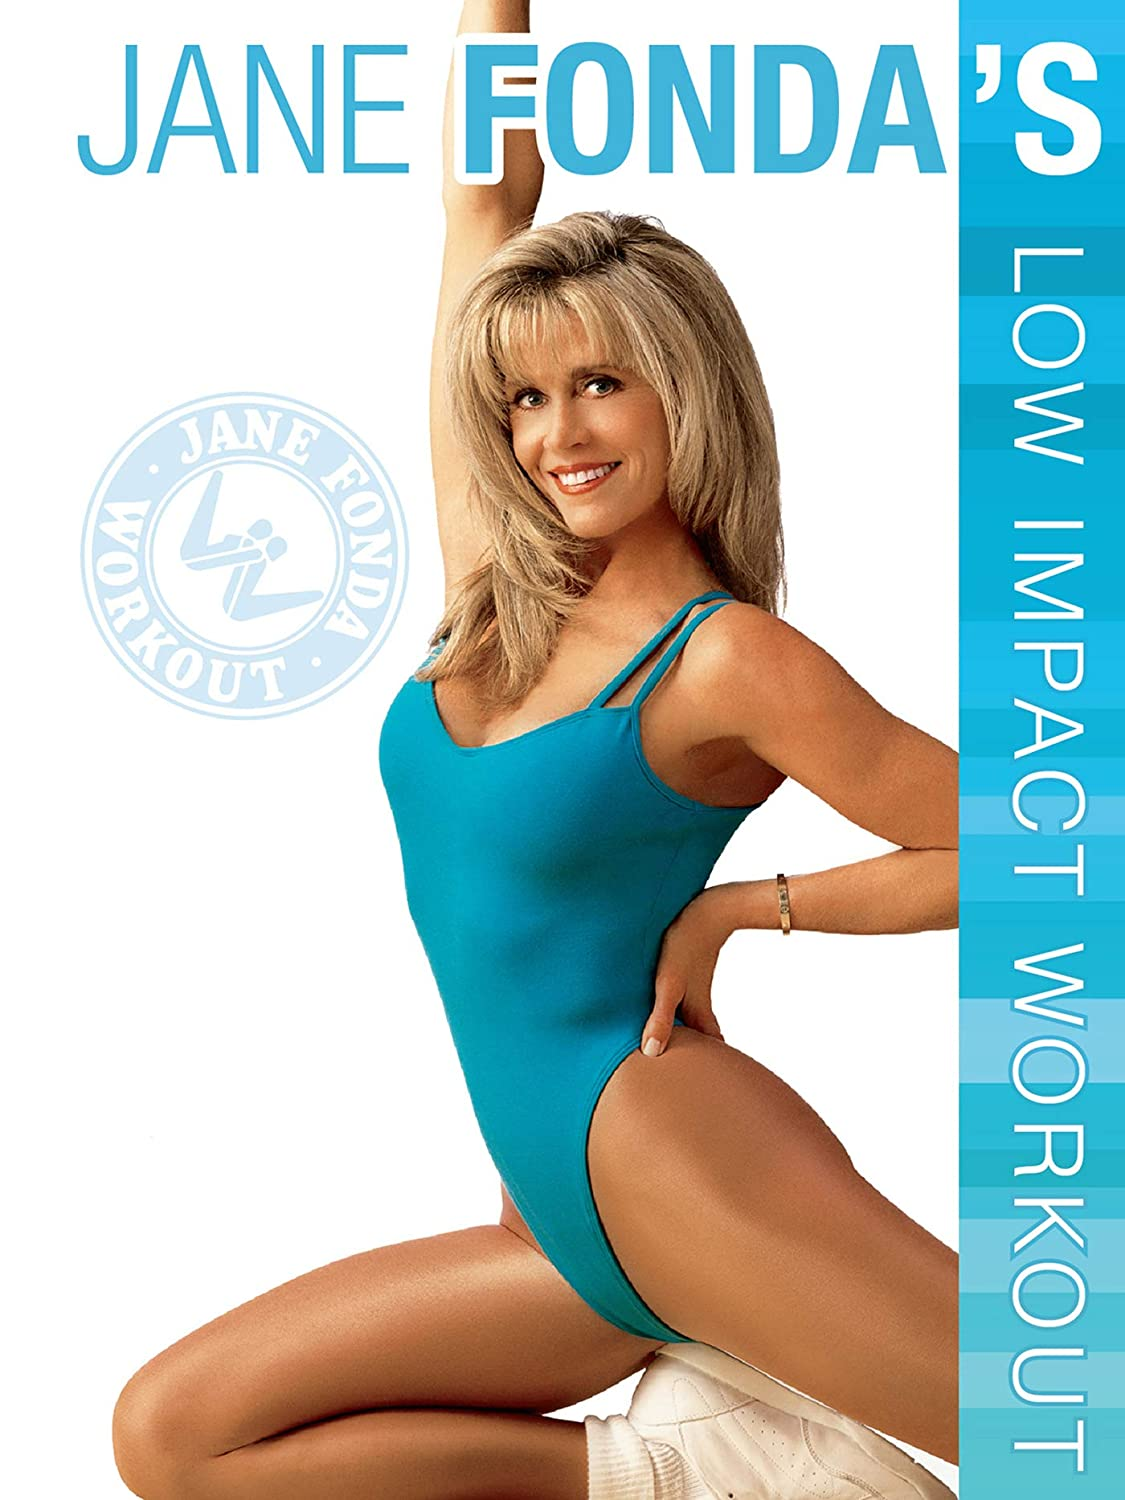 JANE FONDA'S
LOW IMPACT WORKOUT
· JANE FONDA ·
WORKOUT